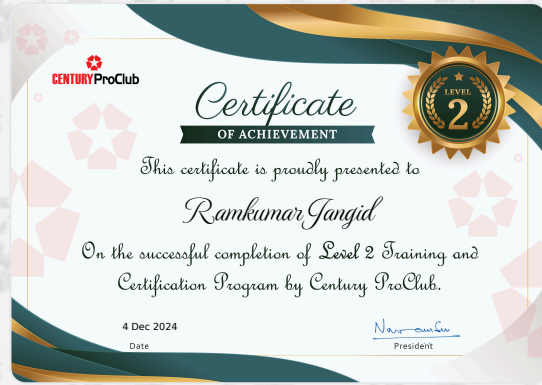 CENTURY ProClub
Certificate
OF ACHIEVEMENT
LEVEL
2
This certificate is proudly presented to
Ramkumar Jangid
On the successful completion of Level 2 Training and
Certification Program by Century ProClub.
4 Dec 2024
Date
President